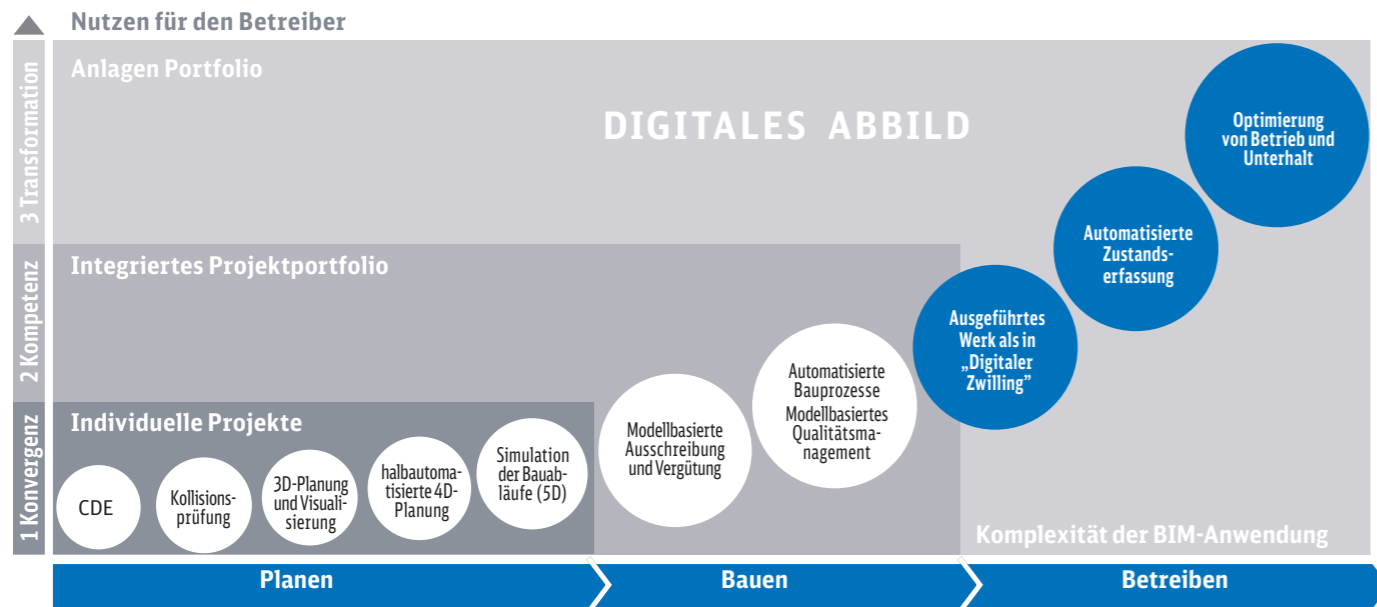 Nutzen für den Betreiber
3 Transformation
2 Kompetenz
1 Konvergenz
Anlagen Portfolio
DIGITALES ABBILD
Optimierung
von Betrieb und
Unterhalt
Automatisierte
Zustands-
erfassung
Integriertes Projektportfolio
Ausgeführtes
Werk als in
„Digitaler
Zwilling”
Automatisierte
Bauprozesse
Modellbasiertes
Qualitätsma-
nagement
Modellbasierte
Ausschreibung
und Vergütung
Individuelle Projekte
CDE
Kollisions-
prüfung
3D-Planung
und Visuali-
sierung
halbautoma-
tisierte 4D-
Planung
Simulation
der Bauab-
läufe (5D)
Komplexität der BIM-Anwendung
Planen
Bauen
Betreiben